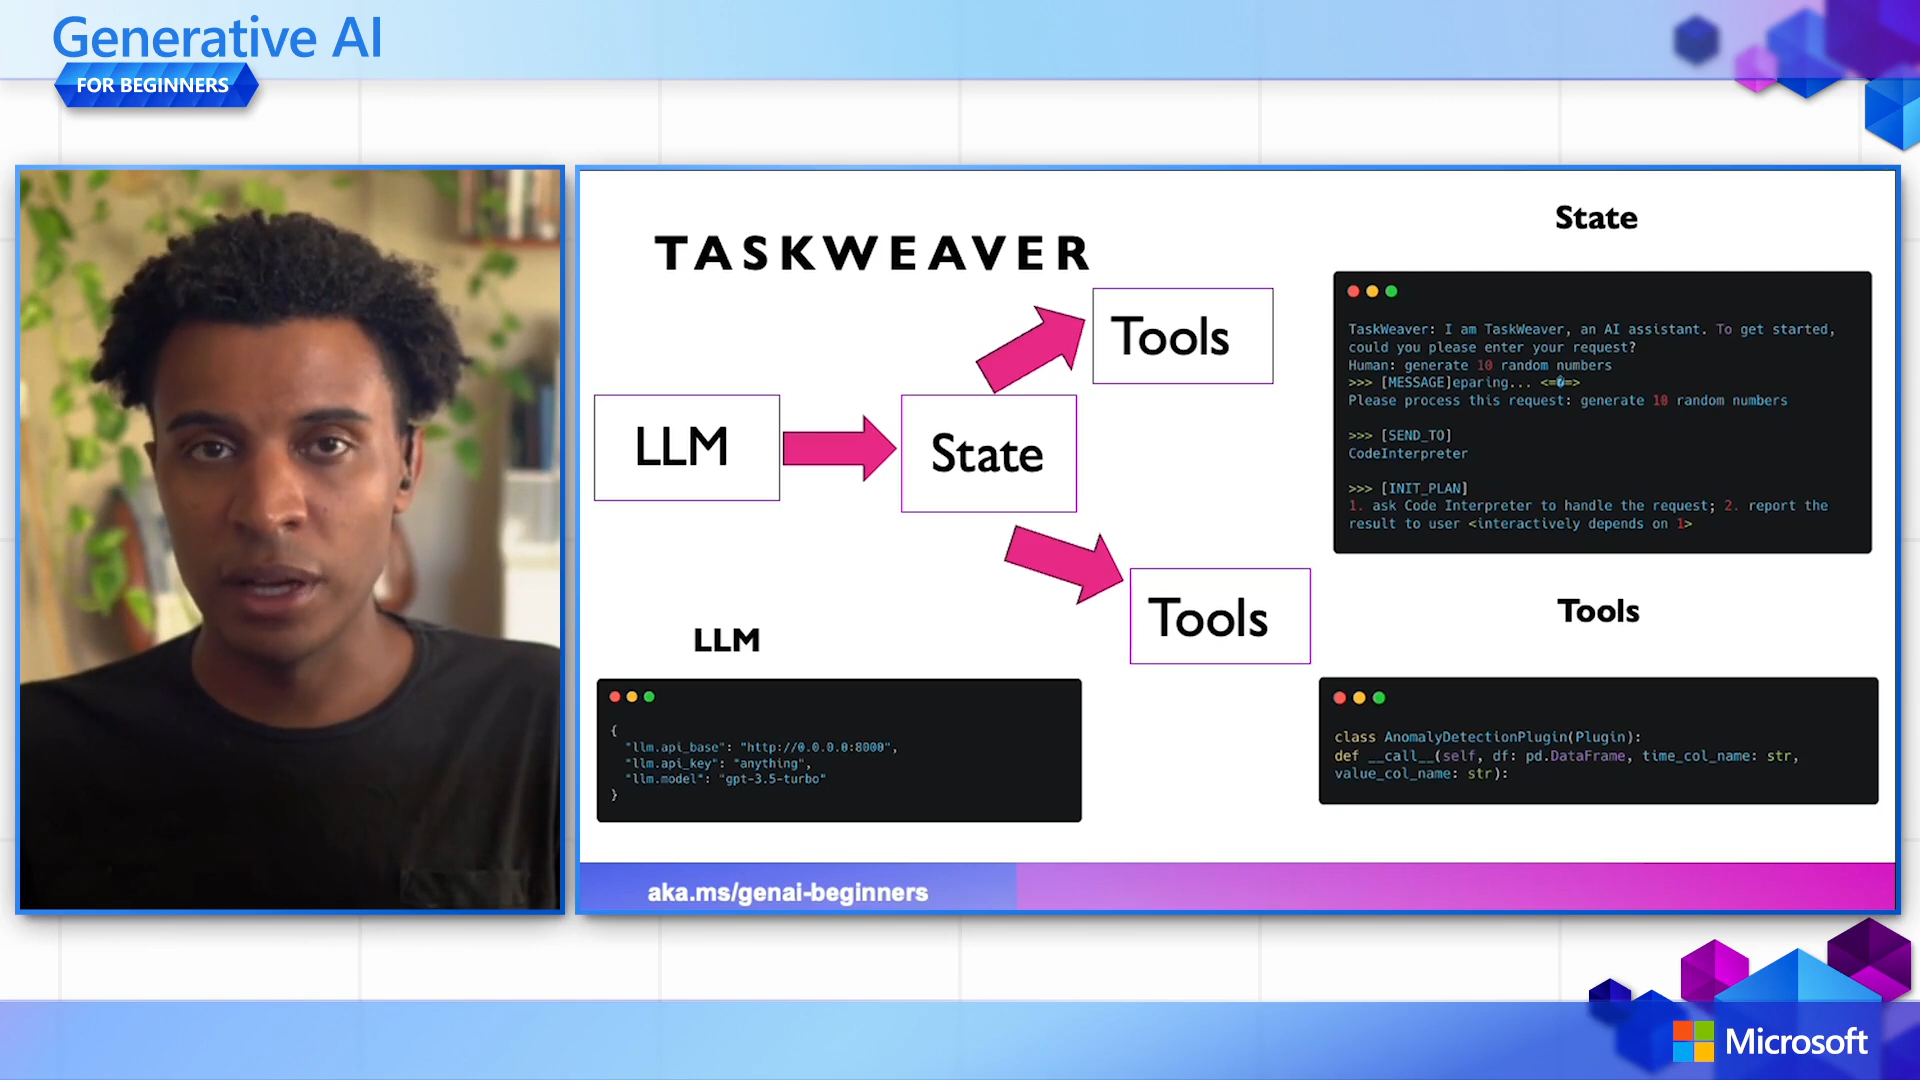 Generative AI
FOR BEGINNERS
TASKWEAVER
LLM
State
Tools
Tools
State
TaskWeaver: I am TaskWeaver, an AI assistant. To get started,
could you please enter your request?
Human: generate 10 random numbers
>>> [MESSAGE]eparing... <=�=>
Please process this request: generate 10 random numbers
>>> [SEND_TO]
CodeInterpreter
>>> [INIT_PLAN]
1. ask Code Interpreter to handle the request; 2. report the
result to user <interactively depends on 1>
LLM
{
"llm.api_base": "http://0.0.0.0:8000",
"llm.api_key": "anything",
"llm.model": "gpt-3.5-turbo"
}
Tools
class AnomalyDetectionPlugin(Plugin):
def __call__(self, df: pd.DataFrame, time_col_name: str,
value_col_name: str):
aka.ms/genai-beginners
Microsoft